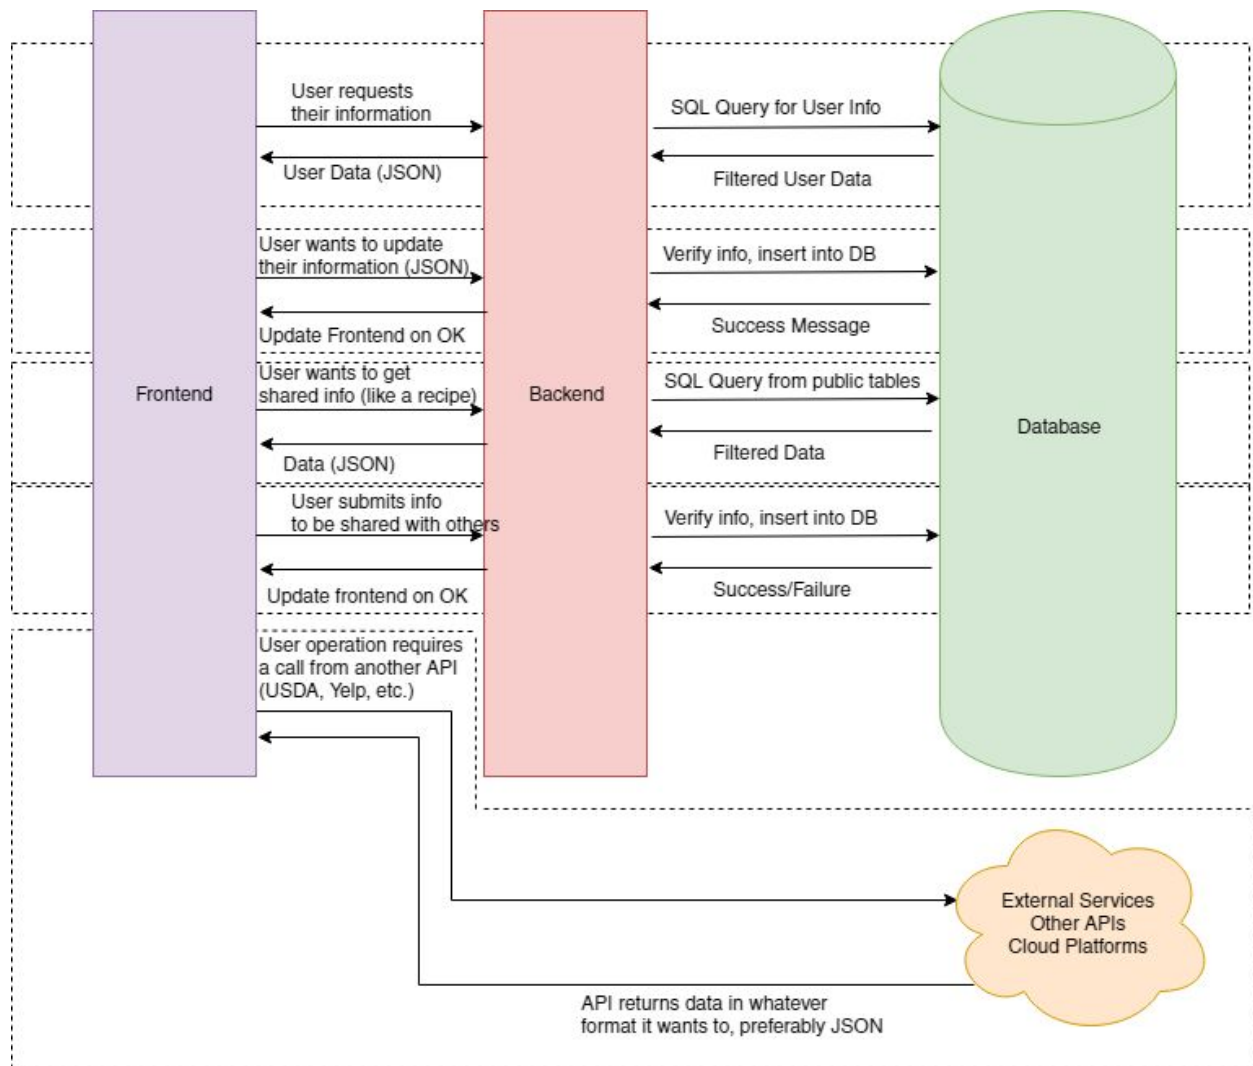 User requests
their information
SQL Query for User Info
User Data (JSON)
Filtered User Data
User wants to update
their information (JSON)
Verify info, insert into DB
Update Frontend on OK
Success Message
Frontend
Backend
Database
User wants to get
shared info (like a recipe)
SQL Query from public tables
Data (JSON)
Filtered Data
User submits info
to be shared with others
Verify info, insert into DB
Update frontend on OK
Success/Failure
User operation requires
a call from another API
(USDA, Yelp, etc.)
External Services
Other APIs
Cloud Platforms
API returns data in whatever
format it wants to, preferably JSON